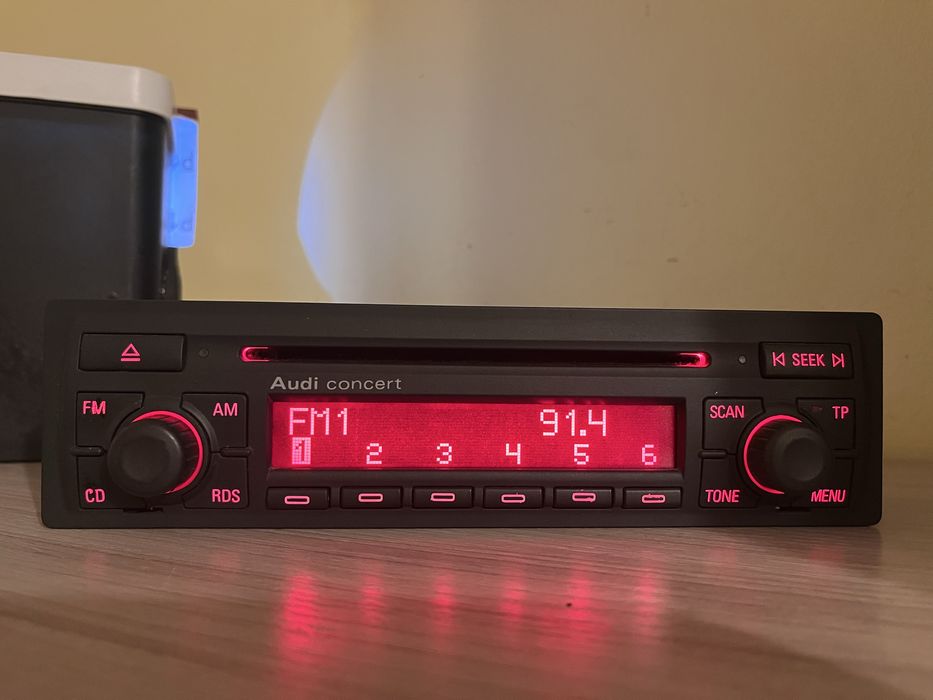 SEEK
Audi concert
FM
AM
CD
RDS
FM1 91.4
1 2 3 4 5 6
SCAN
TP
TONE
MENU